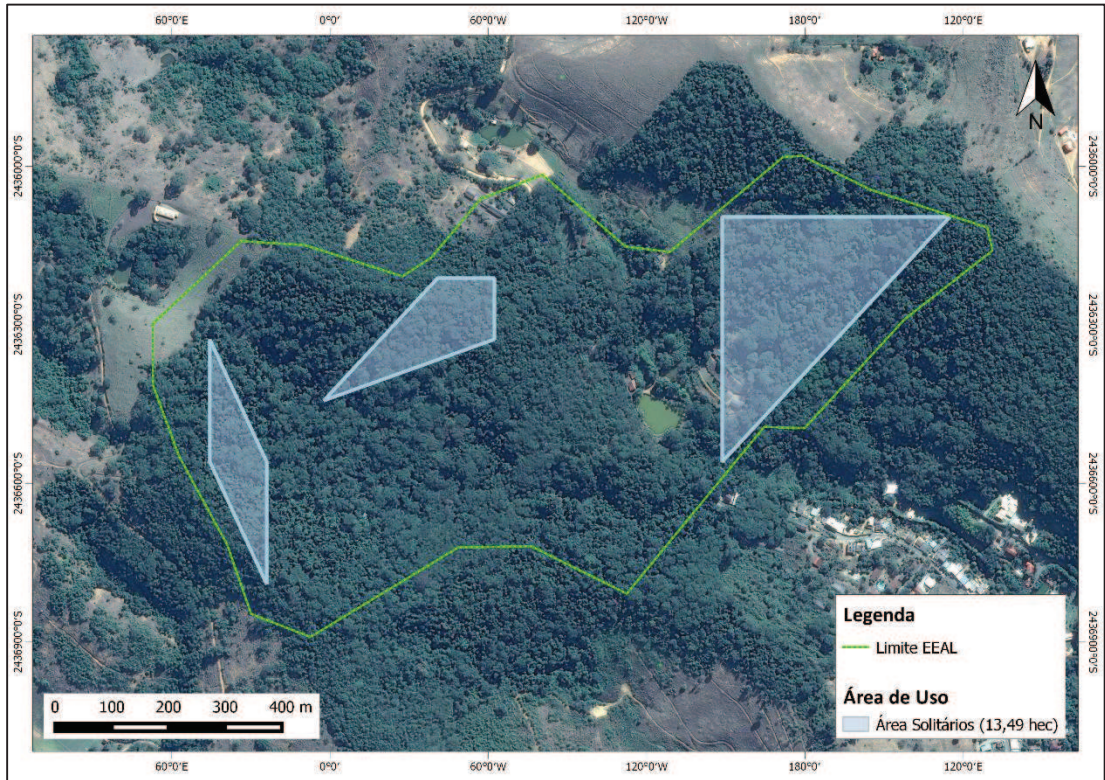 60°0'E 0°0' 60°0'W 120°0'W 180°0' 120°0'E
N
2436000°0'S 2436000°0'S
2436300°0'S 2436300°0'S
2436600°0'S 2436600°0'S
2436900°0'S 2436900°0'S
Legenda
Limite EEAL
Área de Uso
Área Solitários (13,49 hec)
0 100 200 300 400 m
60°0'E 0°0' 60°0'W 120°0'W 180°0' 120°0'E